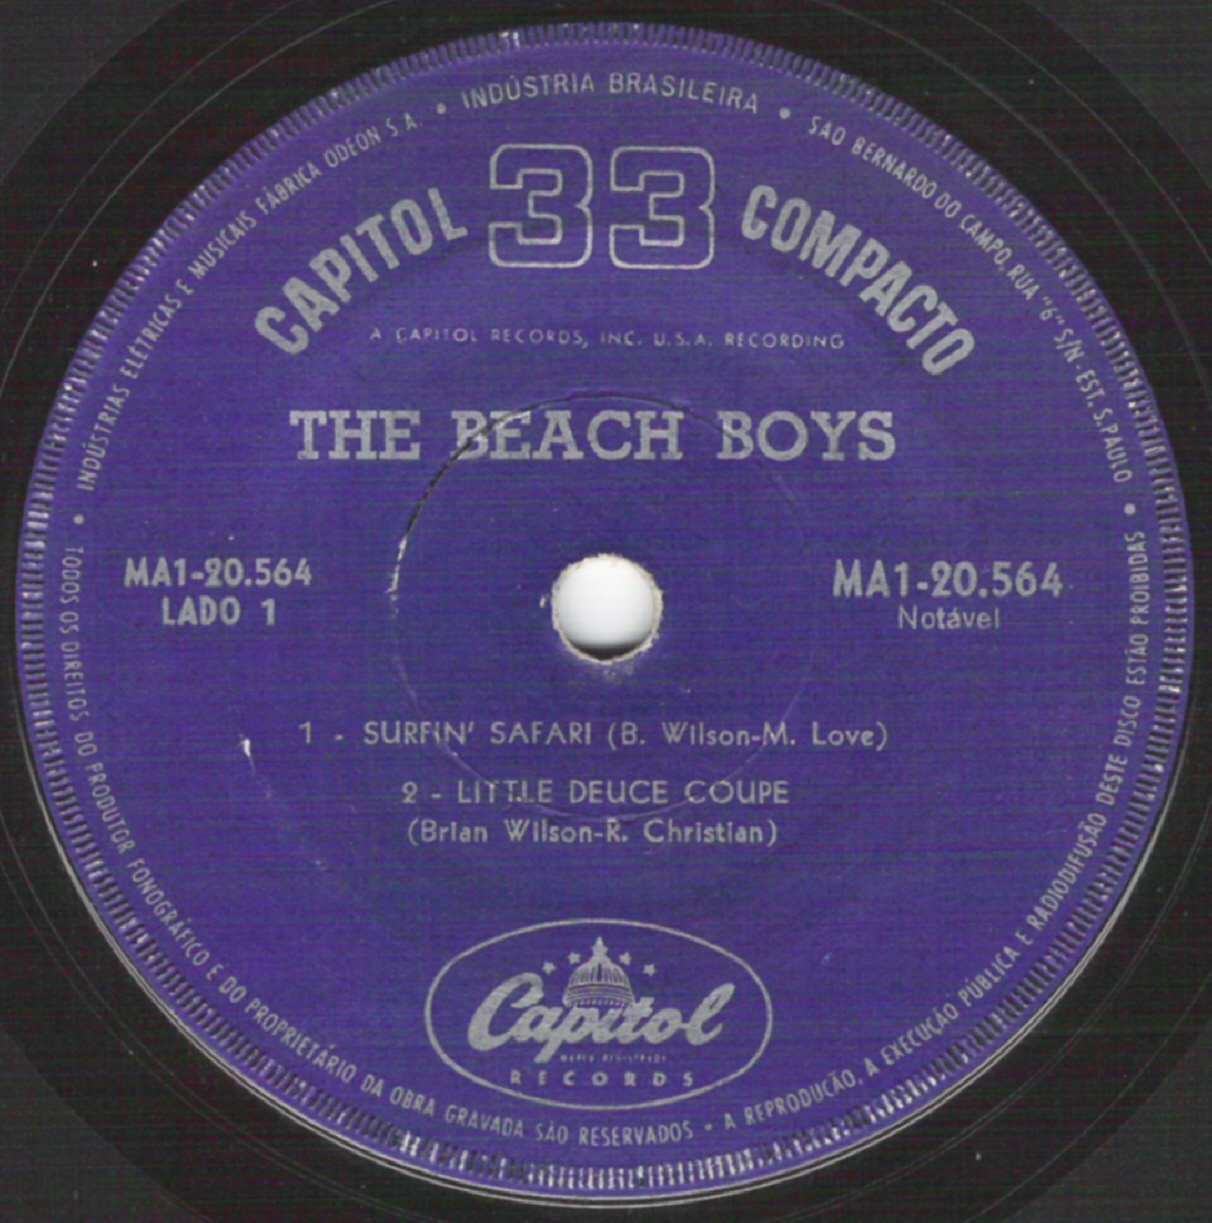 INDÚSTRIAS ELÉTRICAS E MUSICAIS FÁBRICA ODEON S.A. • INDÚSTRIA BRASILEIRA • SÃO BERNARDO DO CAMPO, RUA "6" S/N - EST. S.PAULO
CAPITOL 33 COMPACTO
A CAPITOL RECORDS, INC. U.S.A. RECORDING
THE BEACH BOYS
MA1-20.564
LADO 1
MA1-20.564
Notável
1 - SURFIN' SAFARI (B. Wilson-M. Love)
2 - LITTLE DEUCE COUPE
(Brian Wilson-R. Christian)
Capitol
MARCA REGISTRADA
RECORDS
• TODOS OS DIREITOS DO PRODUTOR FONOGRÁFICO E DO PROPRIETÁRIO DA OBRA GRAVADA SÃO RESERVADOS • A REPRODUÇÃO, A EXECUÇÃO PÚBLICA E RADIODIFUSÃO DESTE DISCO ESTÃO PROIBIDAS •